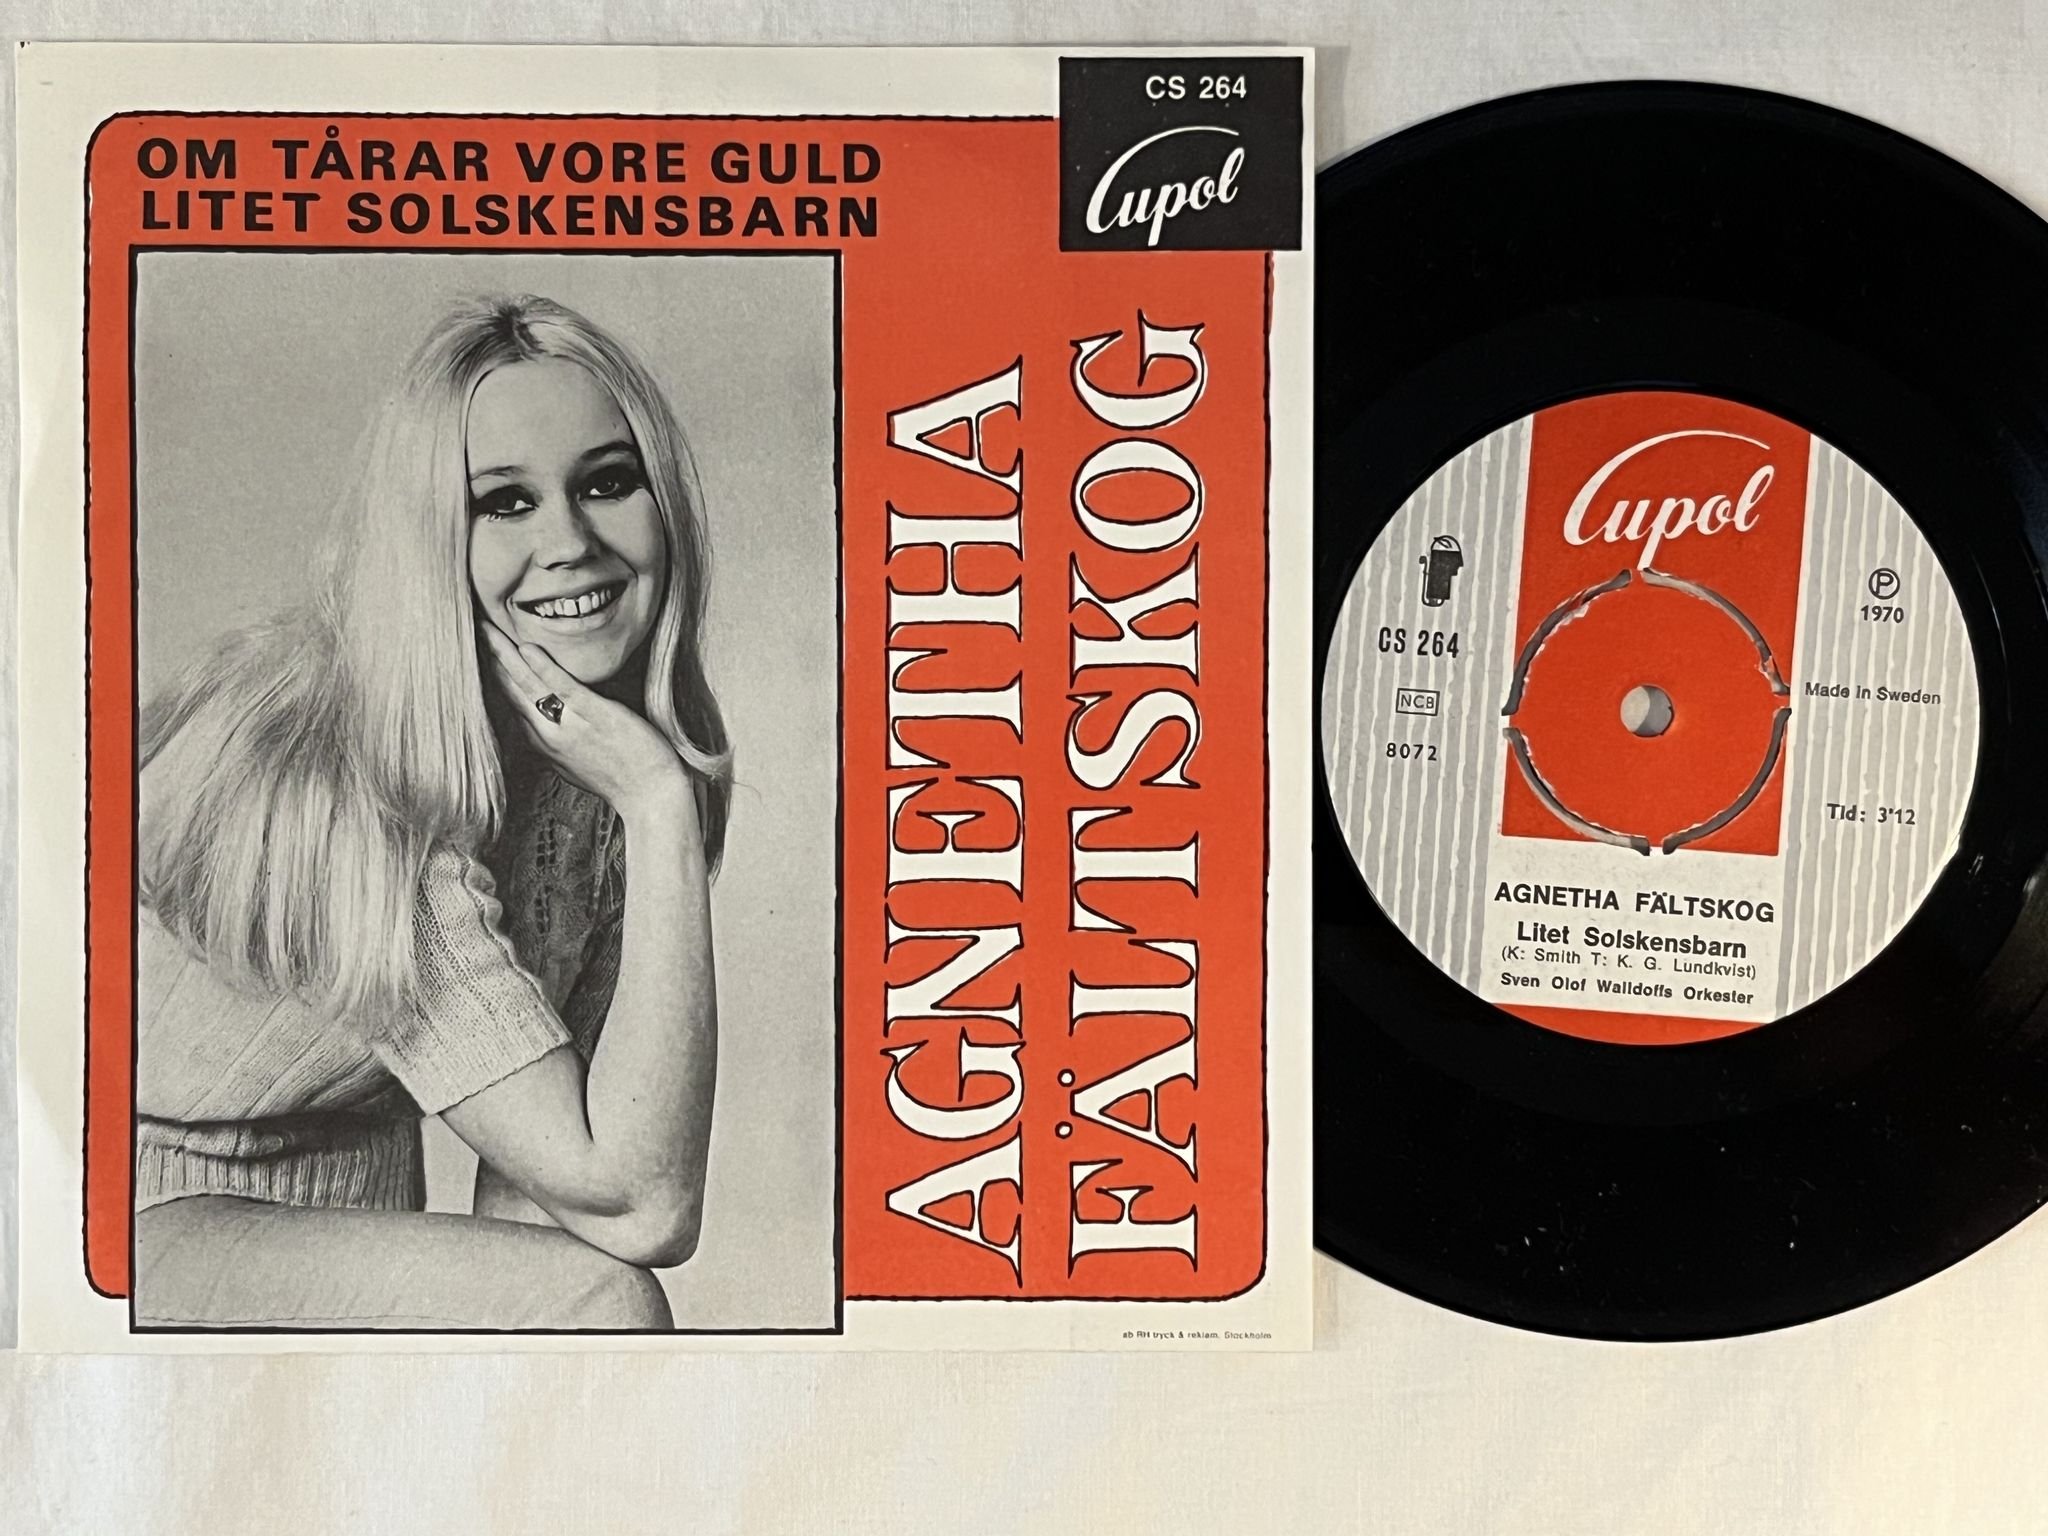 OM TÅRAR VORE GULD
LITET SOLSKENSBARN
CS 264
Cupol
AGNETHA
FÄLTSKOG
ab RH tryck & reklam, Stockholm
Cupol
CS 264
NCB
8072
P
1970
Made in Sweden
Tid: 3'12
AGNETHA FÄLTSKOG
Litet Solskensbarn
(K: Smith T: K. G. Lundkvist)
Sven Olof Walldoffs Orkester